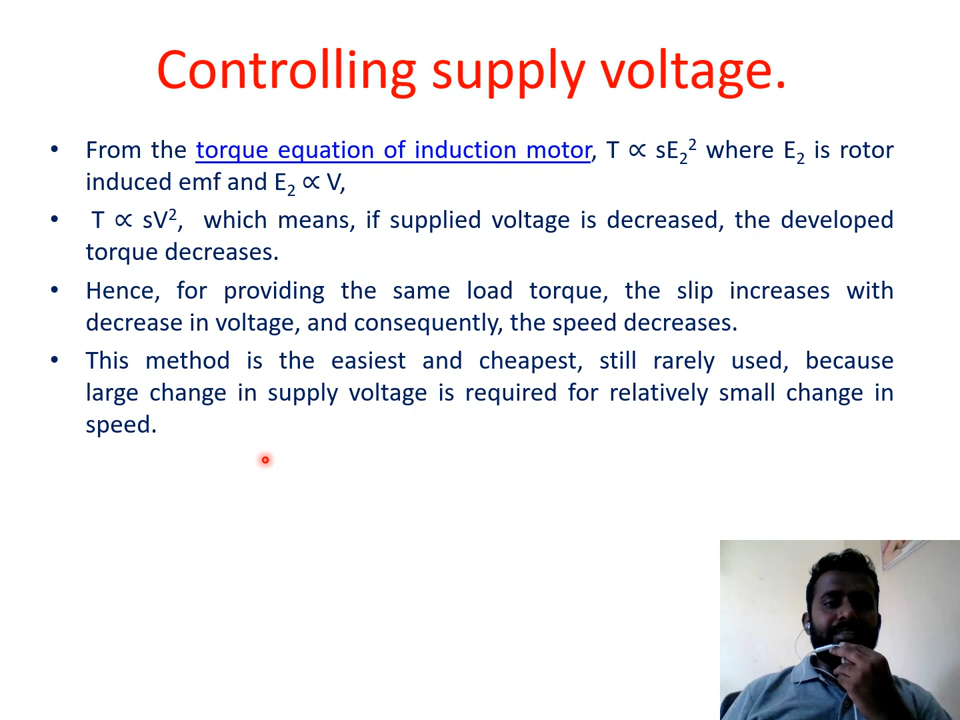 Controlling supply voltage.
• From the torque equation of induction motor, T ∝ sE₂² where E₂ is rotor
induced emf and E₂ ∝ V,
• T ∝ sV², which means, if supplied voltage is decreased, the developed
torque decreases.
• Hence, for providing the same load torque, the slip increases with
decrease in voltage, and consequently, the speed decreases.
• This method is the easiest and cheapest, still rarely used, because
large change in supply voltage is required for relatively small change in
speed.